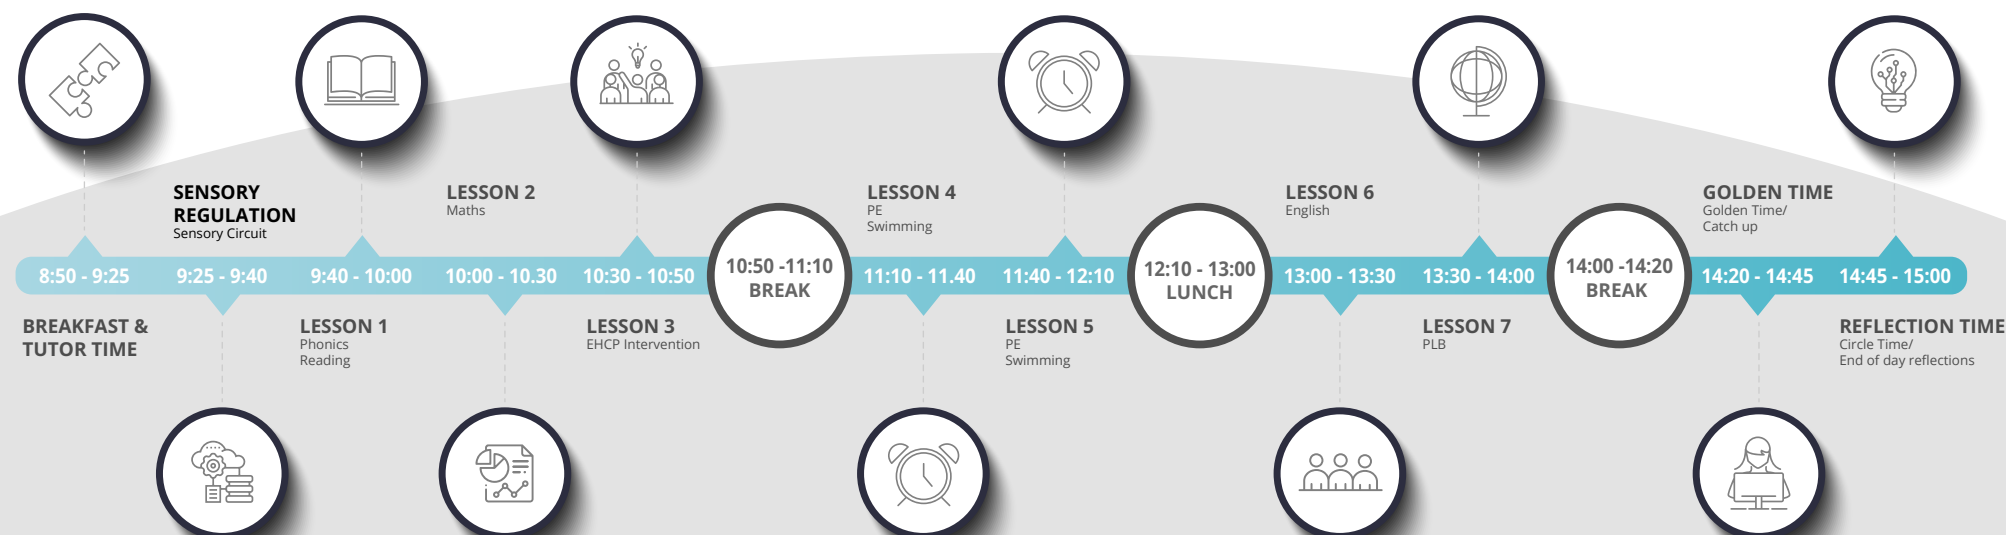 8:50 - 9:25
BREAKFAST &
TUTOR TIME
SENSORY
REGULATION
Sensory Circuit
9:25 - 9:40
9:40 - 10:00
LESSON 1
Phonics
Reading
LESSON 2
Maths
10:00 - 10.30
10:30 - 10:50
LESSON 3
EHCP Intervention
10:50 -11:10
BREAK
LESSON 4
PE
Swimming
11:10 - 11.40
11:40 - 12:10
LESSON 5
PE
Swimming
12:10 - 13:00
LUNCH
LESSON 6
English
13:00 - 13:30
13:30 - 14:00
LESSON 7
PLB
14:00 -14:20
BREAK
GOLDEN TIME
Golden Time/
Catch up
14:20 - 14:45
14:45 - 15:00
REFLECTION TIME
Circle Time/
End of day reflections